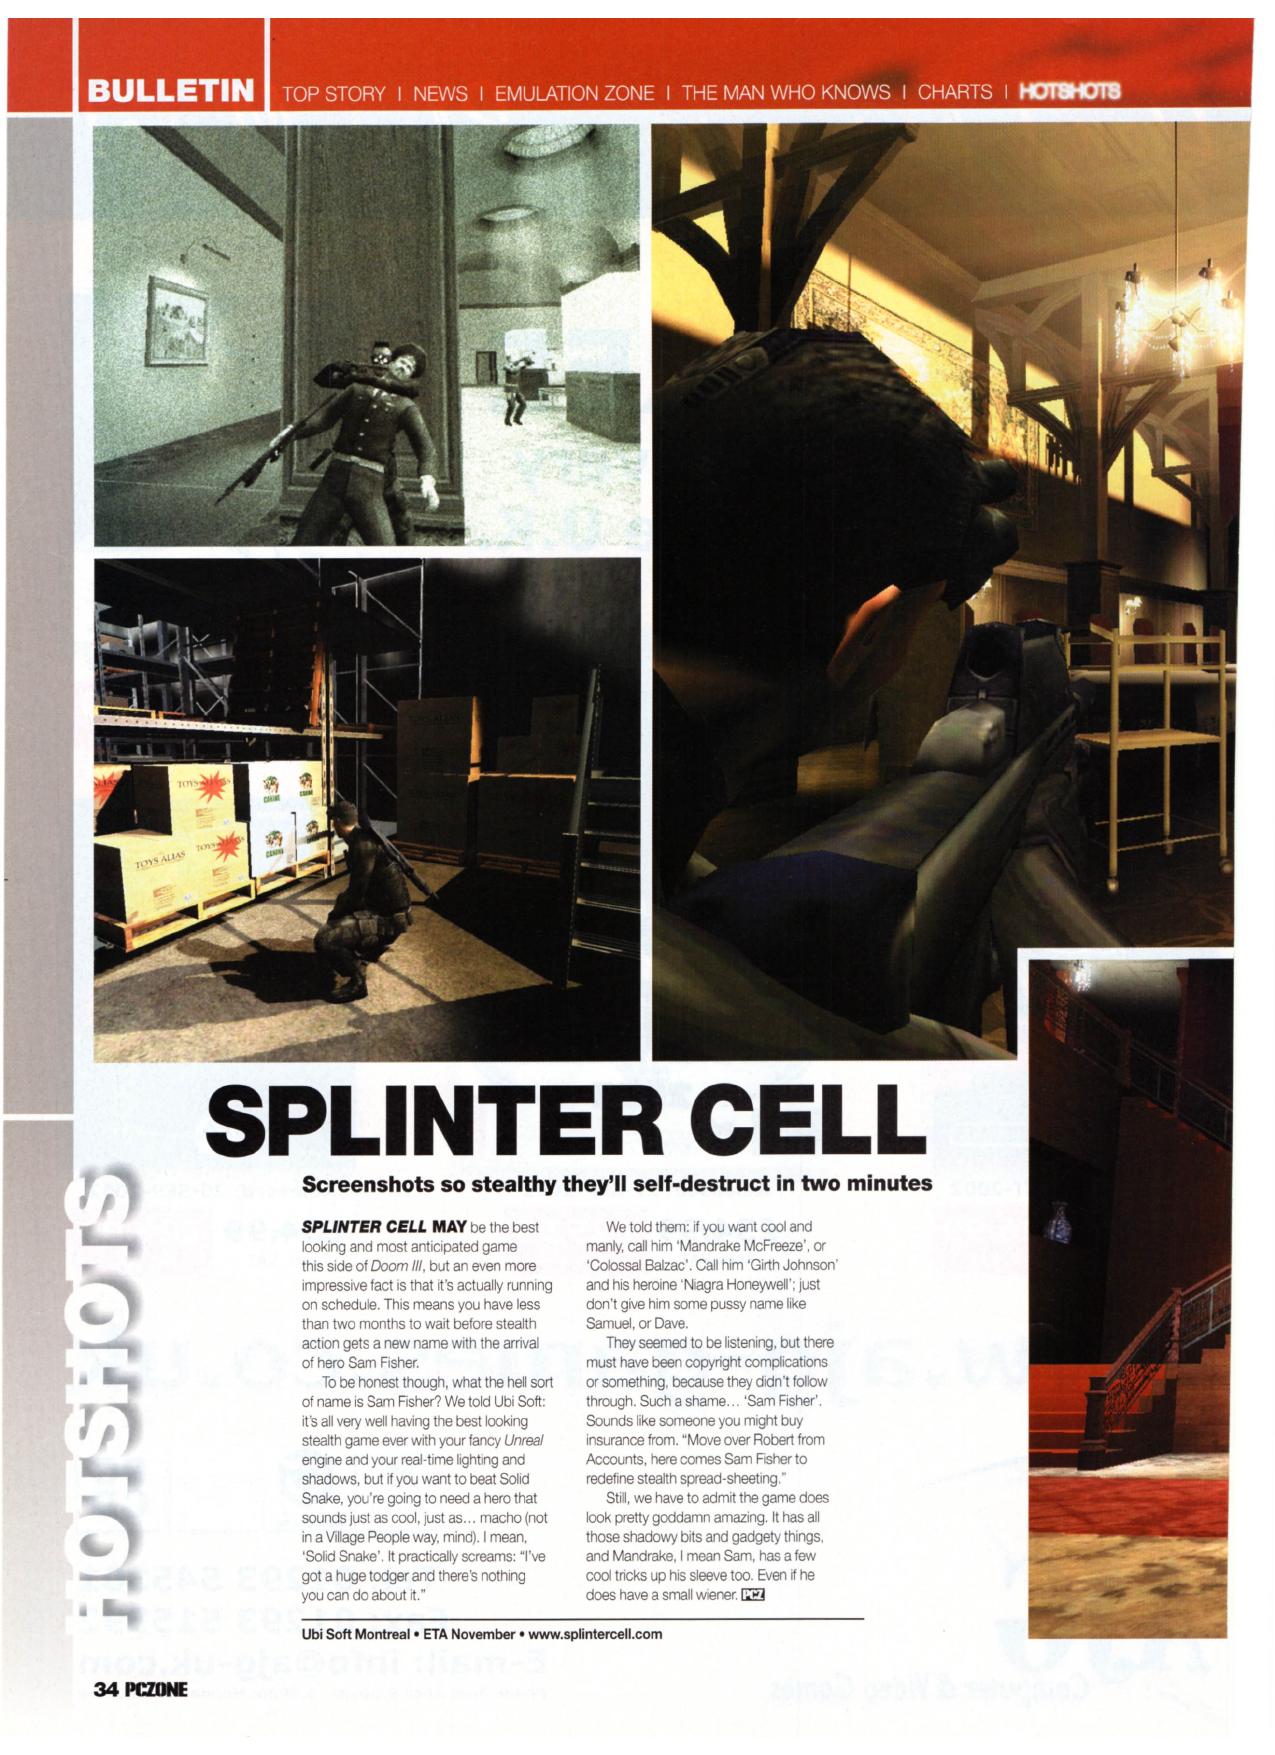 BULLETIN
TOP STORY | NEWS | EMULATION ZONE | THE MAN WHO KNOWS | CHARTS | HOTSHOTS
TOYS ALIAS
TOYS ALIAS
TOYS ALIAS
TOYS ALIAS
SPLINTER CELL
Screenshots so stealthy they'll self-destruct in two minutes
SPLINTER CELL MAY be the best
looking and most anticipated game
this side of Doom III, but an even more
impressive fact is that it's actually running
on schedule. This means you have less
than two months to wait before stealth
action gets a new name with the arrival
of hero Sam Fisher.
To be honest though, what the hell sort
of name is Sam Fisher? We told Ubi Soft:
it's all very well having the best looking
stealth game ever with your fancy Unreal
engine and your real-time lighting and
shadows, but if you want to beat Solid
Snake, you're going to need a hero that
sounds just as cool, just as... macho (not
in a Village People way, mind). I mean,
'Solid Snake'. It practically screams: "I've
got a huge todger and there's nothing
you can do about it."
We told them: if you want cool and
manly, call him 'Mandrake McFreeze', or
'Colossal Balzac'. Call him 'Girth Johnson'
and his heroine 'Niagra Honeywell'; just
don't give him some pussy name like
Samuel, or Dave.
They seemed to be listening, but there
must have been copyright complications
or something, because they didn't follow
through. Such a shame... 'Sam Fisher'.
Sounds like someone you might buy
insurance from. "Move over Robert from
Accounts, here comes Sam Fisher to
redefine stealth spread-sheeting."
Still, we have to admit the game does
look pretty goddamn amazing. It has all
those shadowy bits and gadgety things,
and Mandrake, I mean Sam, has a few
cool tricks up his sleeve too. Even if he
does have a small wiener. PCZ
Ubi Soft Montreal • ETA November • www.splintercell.com
HOTSHOTS
34 PCZONE